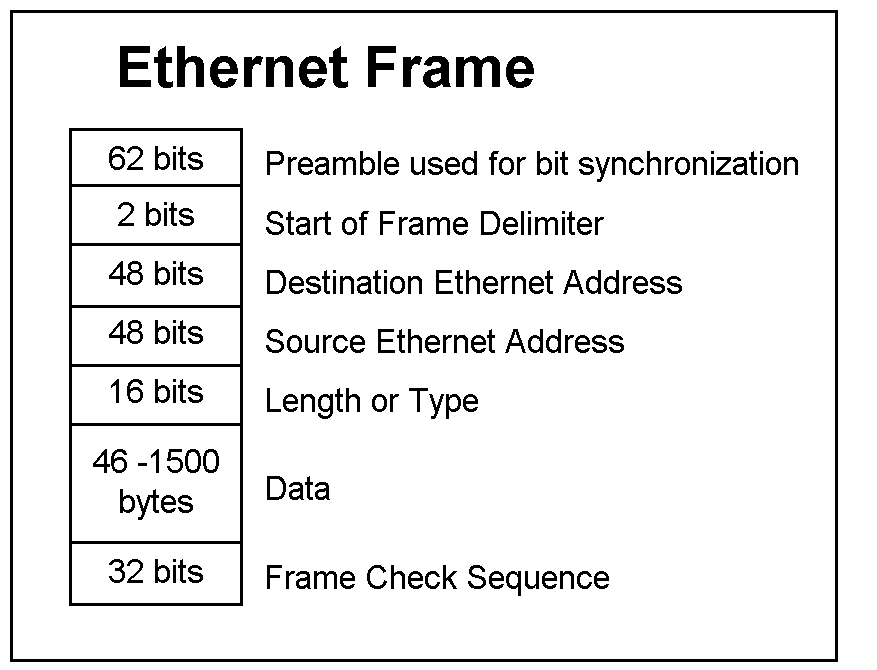 Ethernet Frame
62 bits
Preamble used for bit synchronization
2 bits
Start of Frame Delimiter
48 bits
Destination Ethernet Address
48 bits
Source Ethernet Address
16 bits
Length or Type
46 -1500
bytes
Data
32 bits
Frame Check Sequence